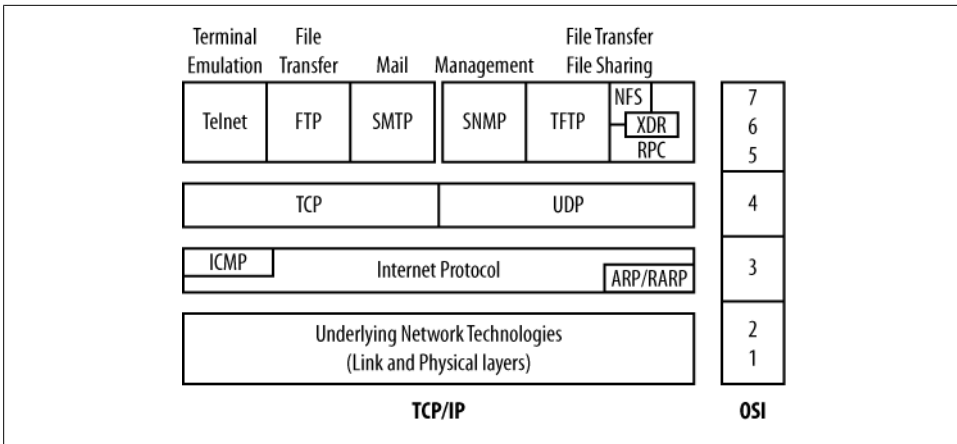 Terminal Emulation
File Transfer
Mail
Management
File Transfer
File Sharing
Telnet
FTP
SMTP
SNMP
TFTP
NFS
XDR
RPC
7
6
5
TCP
UDP
4
ICMP
Internet Protocol
ARP/RARP
3
Underlying Network Technologies
(Link and Physical layers)
2
1
TCP/IP
OSI